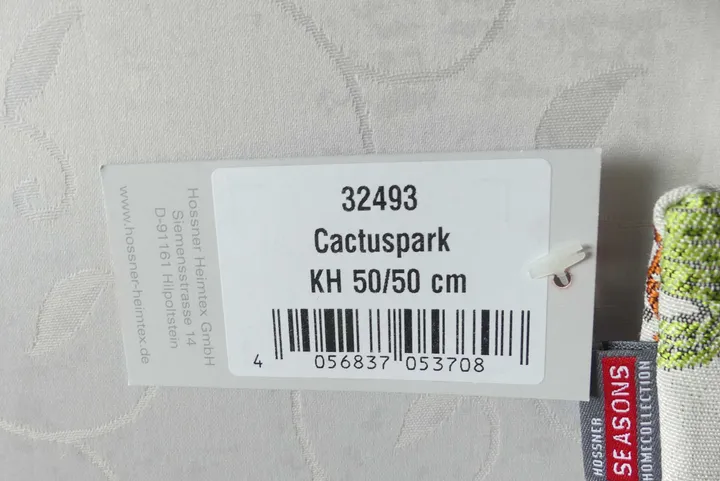 32493
Cactuspark
KH 50/50 cm
4 056837 053708
Hossner Heimtex GmbH
Siemensstrasse 14
D-91161 Hilpoltstein
www.hossner-heimtex.de
HOSSNER
SEASONS
HOMECOLLECTION